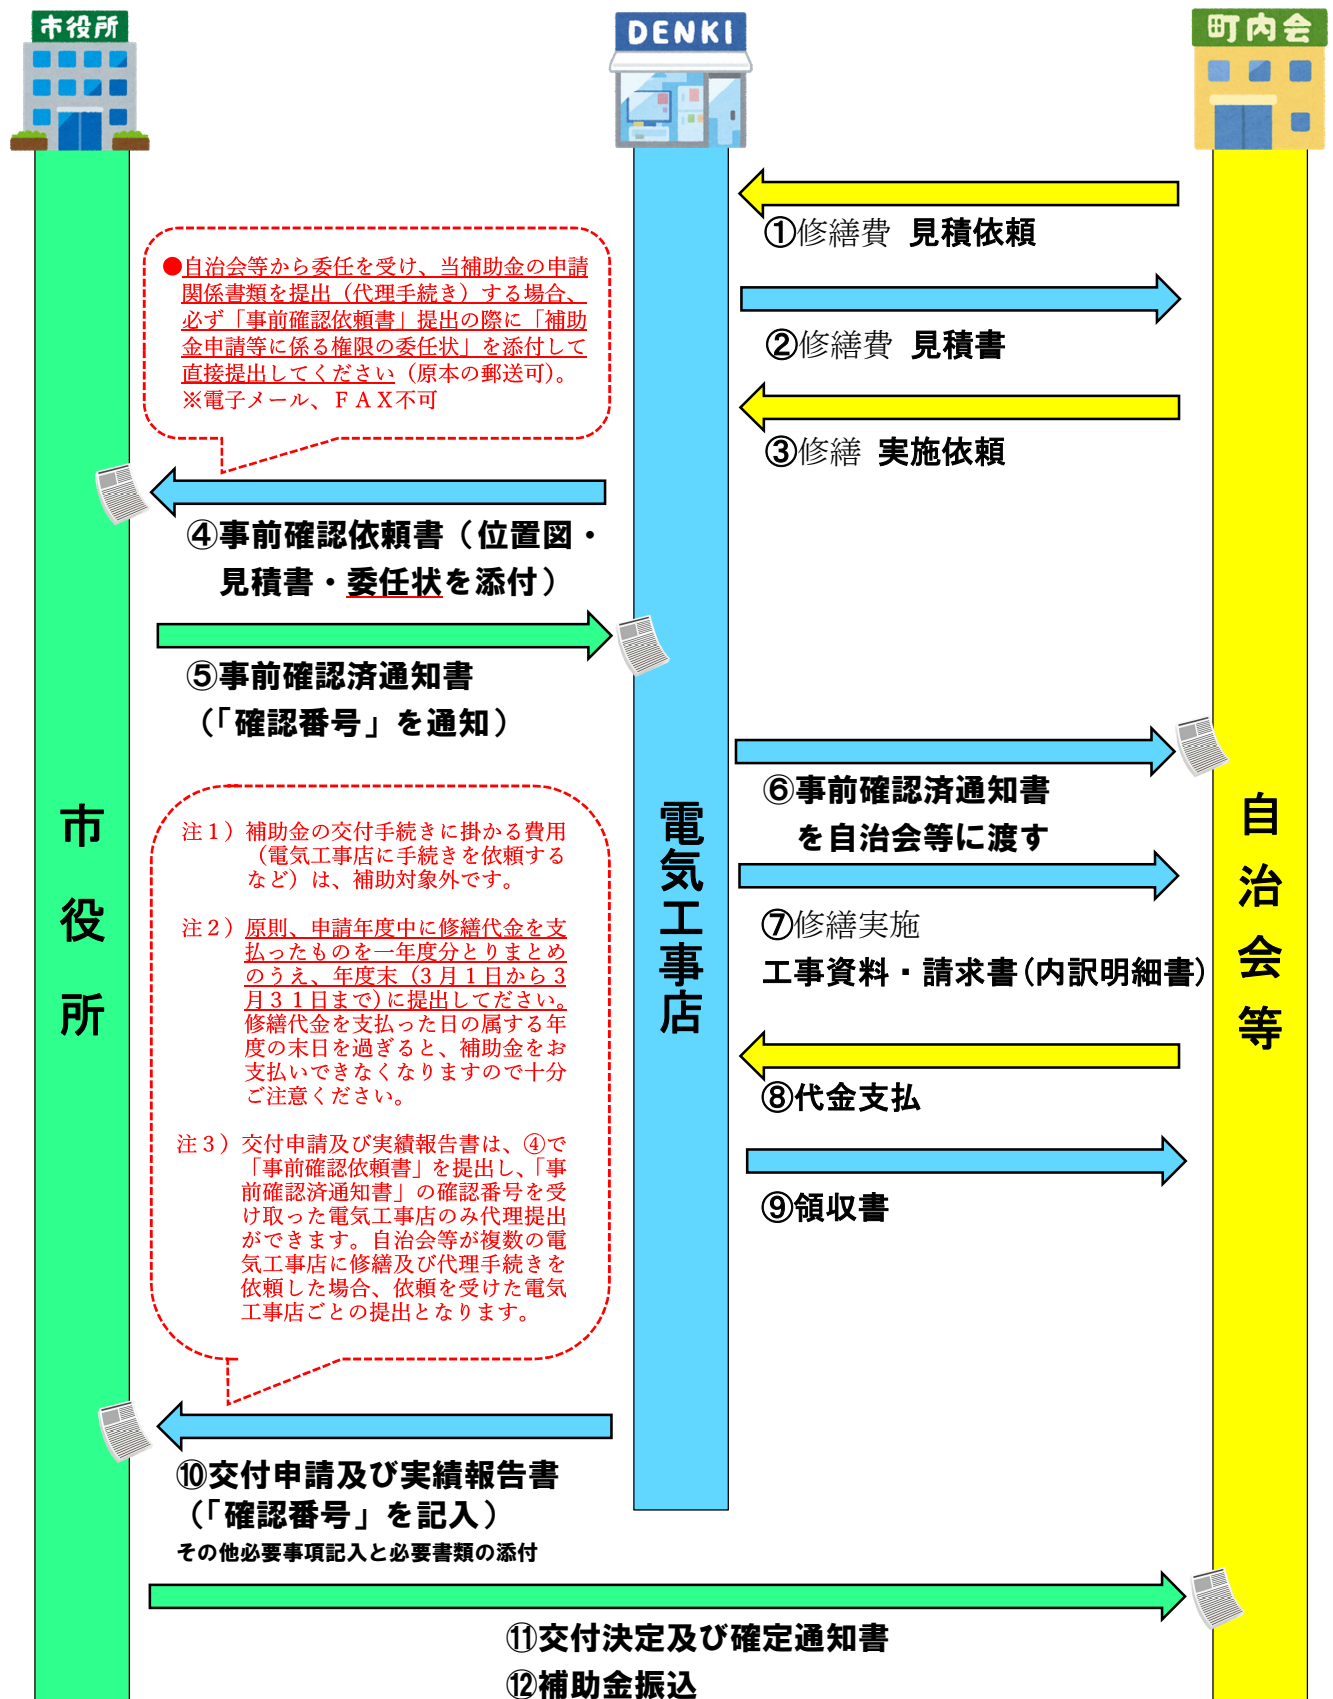 市役所
DENKI
町内会
①修繕費 見積依頼
●自治会等から委任を受け、当補助金の申請
関係書類を提出（代理手続き）する場合、
必ず「事前確認依頼書」提出の際に「補助
金申請等に係る権限の委任状」を添付して
直接提出してください（原本の郵送可）。
※電子メール、ＦＡＸ不可
②修繕費 見積書
③修繕 実施依頼
④事前確認依頼書（位置図・
見積書・委任状を添付）
⑤事前確認済通知書
（「確認番号」を通知）
⑥事前確認済通知書
を自治会等に渡す
市役所
電気工事店
自治会等
注１）補助金の交付手続きに掛かる費用
（電気工事店に手続きを依頼する
など）は、補助対象外です。
注２）原則、申請年度中に修繕代金を支
払ったものを一年度分とりまとめ
のうえ、年度末（３月１日から３
月３１日まで）に提出してださい。
修繕代金を支払った日の属する年
度の末日を過ぎると、補助金をお
支払いできなくなりますので十分
ご注意ください。
注３）交付申請及び実績報告書は、④で
「事前確認依頼書」を提出し、「事
前確認済通知書」の確認番号を受
け取った電気工事店のみ代理提出
ができます。自治会等が複数の電
気工事店に修繕及び代理手続きを
依頼した場合、依頼を受けた電気
工事店ごとの提出となります。
⑦修繕実施
工事資料・請求書（内訳明細書）
⑧代金支払
⑨領収書
⑩交付申請及び実績報告書
（「確認番号」を記入）
その他必要事項記入と必要書類の添付
⑪交付決定及び確定通知書
⑫補助金振込